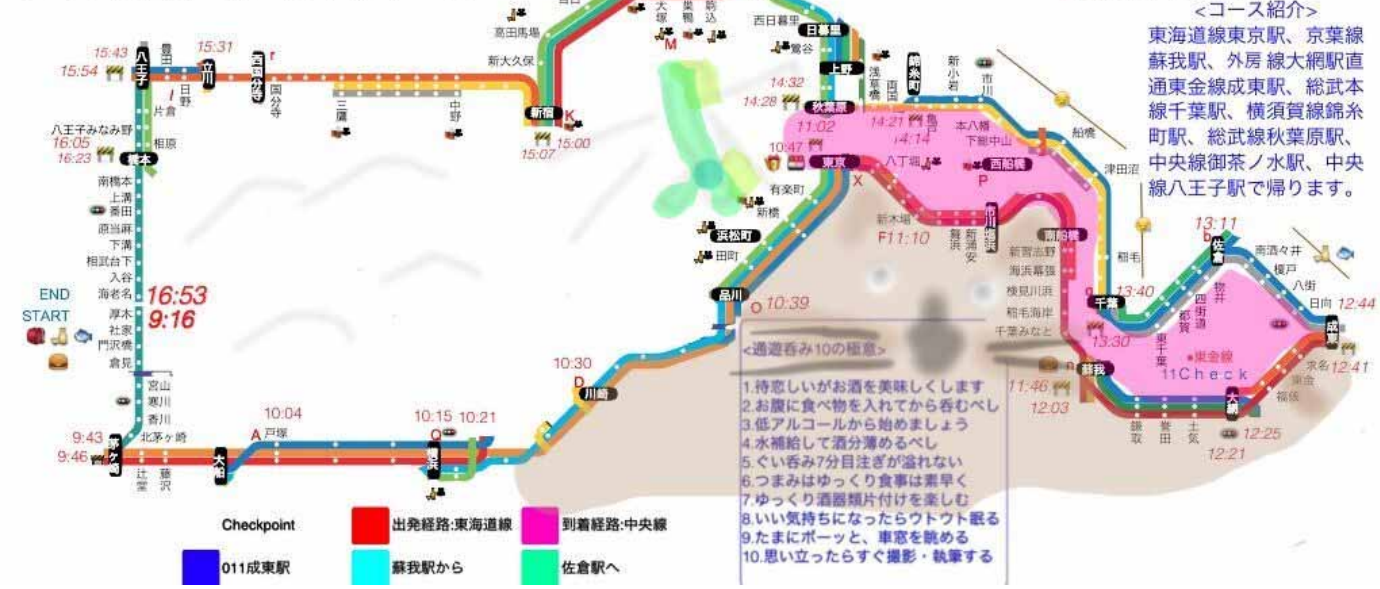 <コース紹介>
東海道線東京駅、京葉線
蘇我駅、外房線大網駅直
通東金線成東駅、総武本
線千葉駅、横須賀線錦糸
町駅、総武線秋葉原駅、
中央線御茶ノ水駅、中央
線八王子駅で帰ります。
大塚
巣鴨
駒込
M
西日暮里
日暮里
鶯谷
上野
高田馬場
新大久保
新宿
K
15:00
15:07
15:43
15:54
八王子
豊田
15:31
立川
日野
西国分寺
r
国分寺
三鷹
中野
片倉
八王子みなみ野
相原
16:05
16:23
橋本
南橋本
上溝
番田
原当麻
下溝
相武台下
入谷
海老名
END
START
16:53
9:16
厚木
社家
門沢橋
倉見
宮山
寒川
香川
北茅ヶ崎
9:43
9:46
茅ヶ崎
辻堂
藤沢
大船
A
戸塚
10:04
10:15
10:21
横浜
10:30
D
川崎
品川
O
10:39
田町
浜松町
新橋
有楽町
東京
10:47
11:02
X
秋葉原
14:32
14:28
浅草橋
両国
錦糸町
14:21
亀戸
14:14
新小岩
市川
本八幡
下総中山
西船橋
P
船橋
津田沼
稲毛
八丁堀
新木場
F11:10
舞浜
新浦安
市川塩浜
南船橋
新習志野
海浜幕張
検見川浜
稲毛海岸
千葉みなと
千葉
13:40
13:30
東千葉
都賀
四街道
物井
13:11
b
佐倉
南酒々井
榎戸
八街
日向
12:44
成東
12:41
求名
東金
福俵
●東金線
11Check
大網
12:25
12:21
土気
誉田
鎌取
蘇我
n
11:46
12:03
<通遊呑み10の極意>
1.待恋しいがお酒を美味しくします
2.お腹に食べ物を入れてから呑むべし
3.低アルコールから始めましょう
4.水補給して酒分薄めるべし
5.ぐい呑み7分目注ぎが溢れない
6.つまみはゆっくり食事は素早く
7.ゆっくり酒器類片付けを楽しむ
8.いい気持ちになったらウトウト眠る
9.たまにボーッと、車窓を眺める
10.思い立ったらすぐ撮影・執筆する
Checkpoint
出発経路:東海道線
到着経路:中央線
011成東駅
蘇我駅から
佐倉駅へ